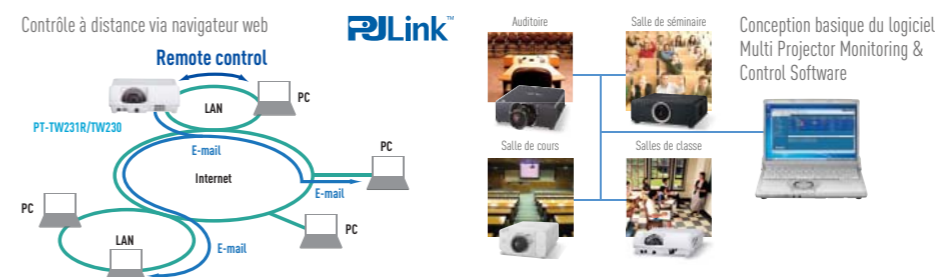 Contrôle à distance via navigateur web
PJLink™
Remote control
LAN
PC
PT-TW231R/TW230
E-mail
Internet
PC
E-mail
PC
PC
LAN
E-mail
Auditoire
Salle de séminaire
Salle de cours
Salles de classe
Conception basique du logiciel
Multi Projector Monitoring &
Control Software